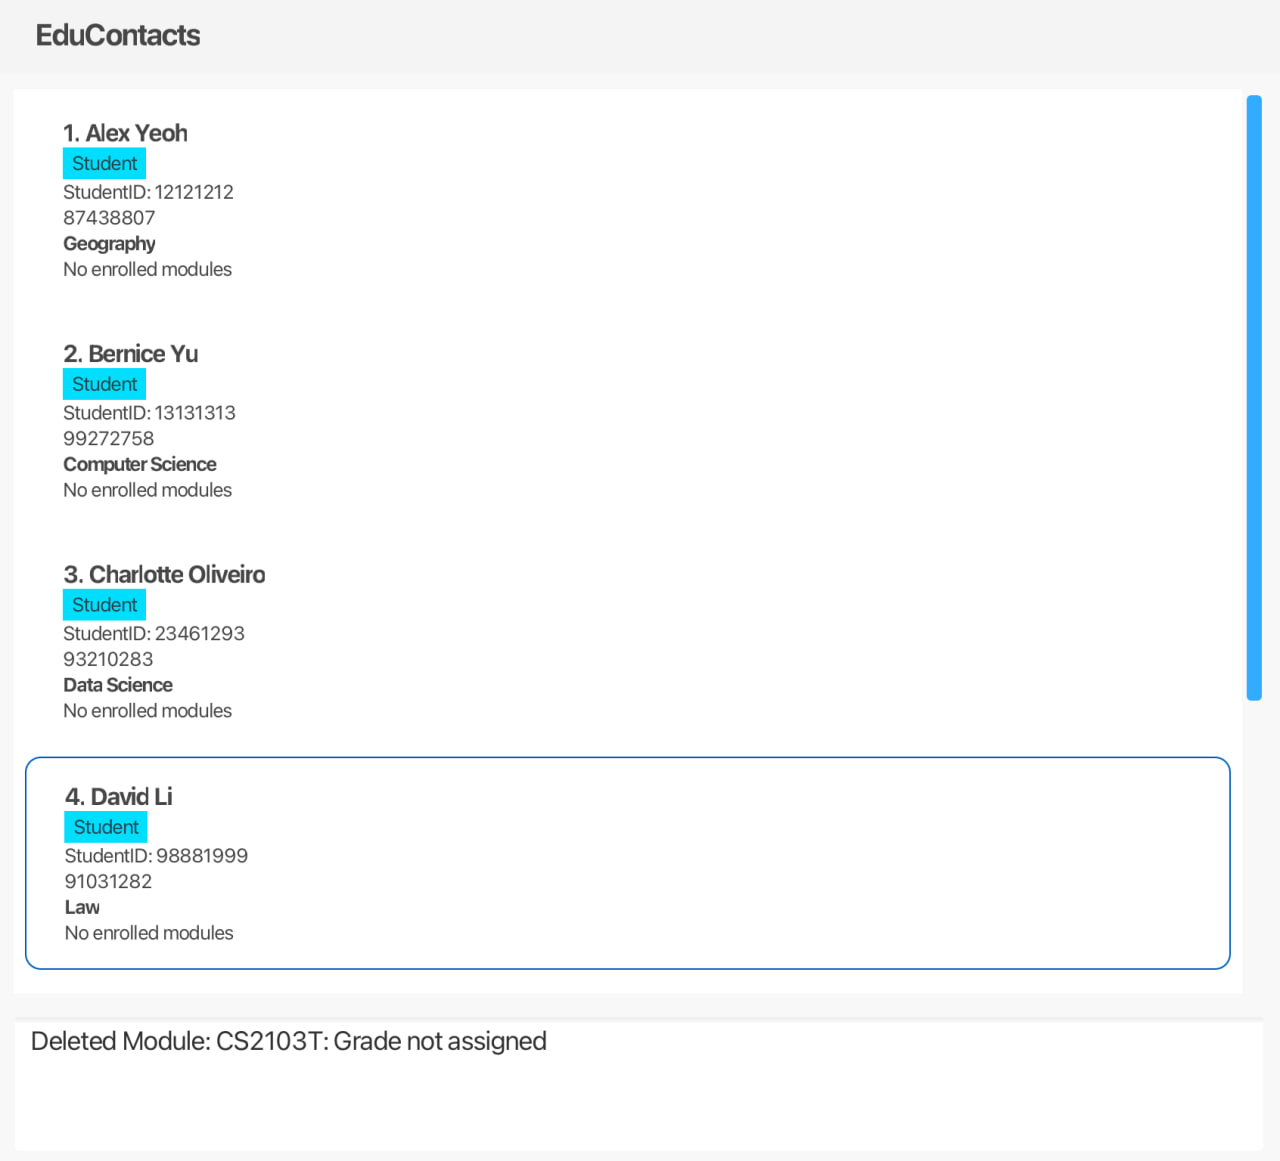 EduContacts
1. Alex Yeoh
Student
StudentID: 12121212
87438807
Geography
No enrolled modules
2. Bernice Yu
Student
StudentID: 13131313
99272758
Computer Science
No enrolled modules
3. Charlotte Oliveiro
Student
StudentID: 23461293
93210283
Data Science
No enrolled modules
4. David Li
Student
StudentID: 98881999
91031282
Law
No enrolled modules
Deleted Module: CS2103T: Grade not assigned